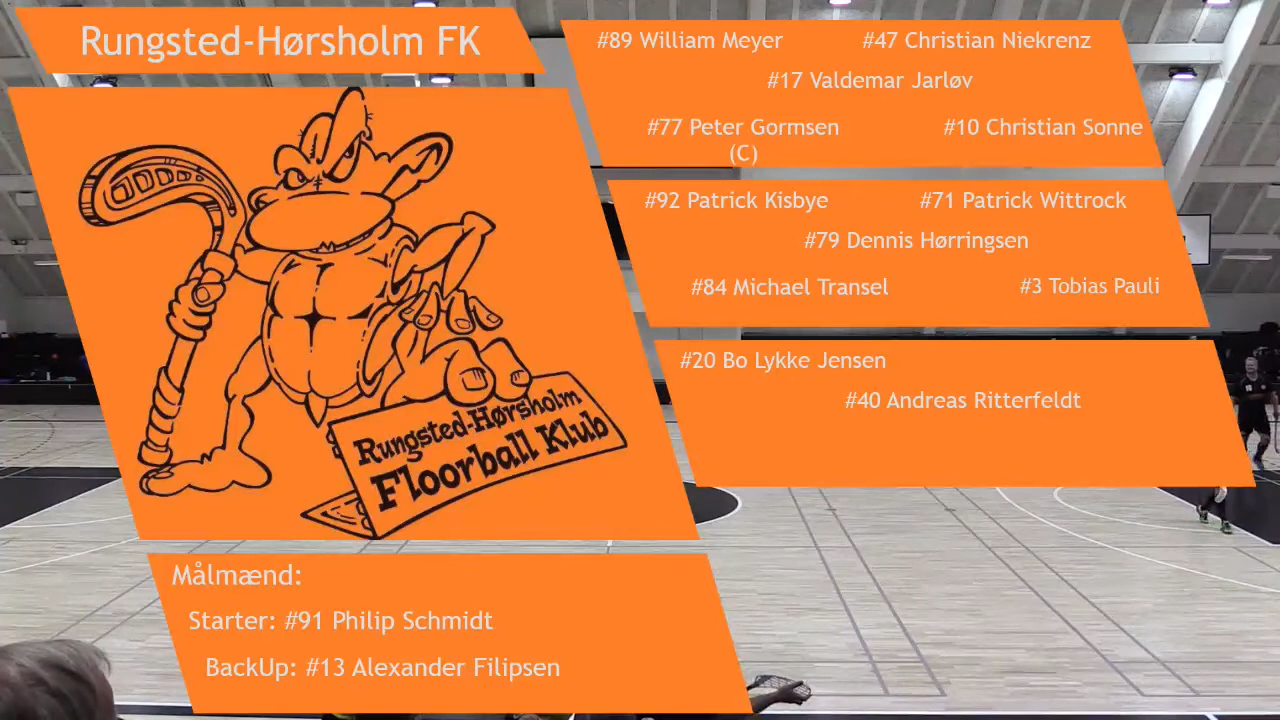 Rungsted-Hørsholm FK
#89 William Meyer #47 Christian Niekrenz
#17 Valdemar Jarløv
#77 Peter Gormsen #10 Christian Sonne
(C)
#92 Patrick Kisbye #71 Patrick Wittrock
#79 Dennis Hørringsen
#84 Michael Transel #3 Tobias Pauli
#20 Bo Lykke Jensen
#40 Andreas Ritterfeldt
Rungsted-Hørsholm
Floorball Klub
Målmænd:
Starter: #91 Philip Schmidt
BackUp: #13 Alexander Filipsen